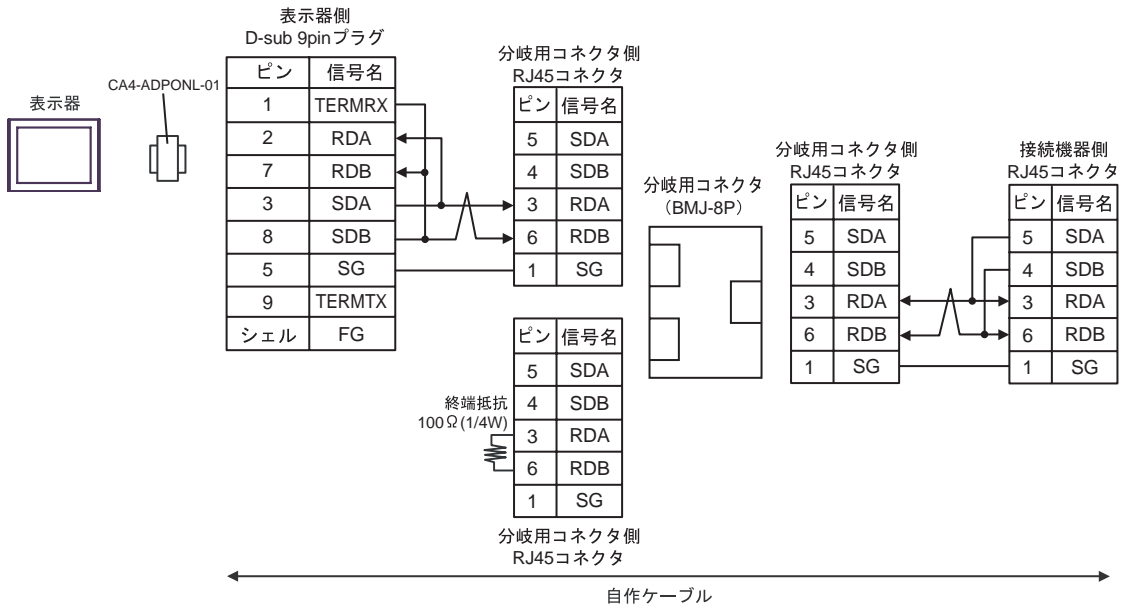 表示器側
D-sub 9pinプラグ
ピン 信号名
1 TERMRX
2 RDA
7 RDB
3 SDA
8 SDB
5 SG
9 TERMTX
シェル FG
表示器
CA4-ADPONL-01
分岐用コネクタ側
RJ45コネクタ
ピン 信号名
5 SDA
4 SDB
3 RDA
6 RDB
1 SG
ピン 信号名
5 SDA
4 SDB
3 RDA
6 RDB
1 SG
終端抵抗
100Ω(1/4W)
分岐用コネクタ側
RJ45コネクタ
分岐用コネクタ
(BMJ-8P)
分岐用コネクタ側
RJ45コネクタ
ピン 信号名
5 SDA
4 SDB
3 RDA
6 RDB
1 SG
接続機器側
RJ45コネクタ
ピン 信号名
5 SDA
4 SDB
3 RDA
6 RDB
1 SG
自作ケーブル